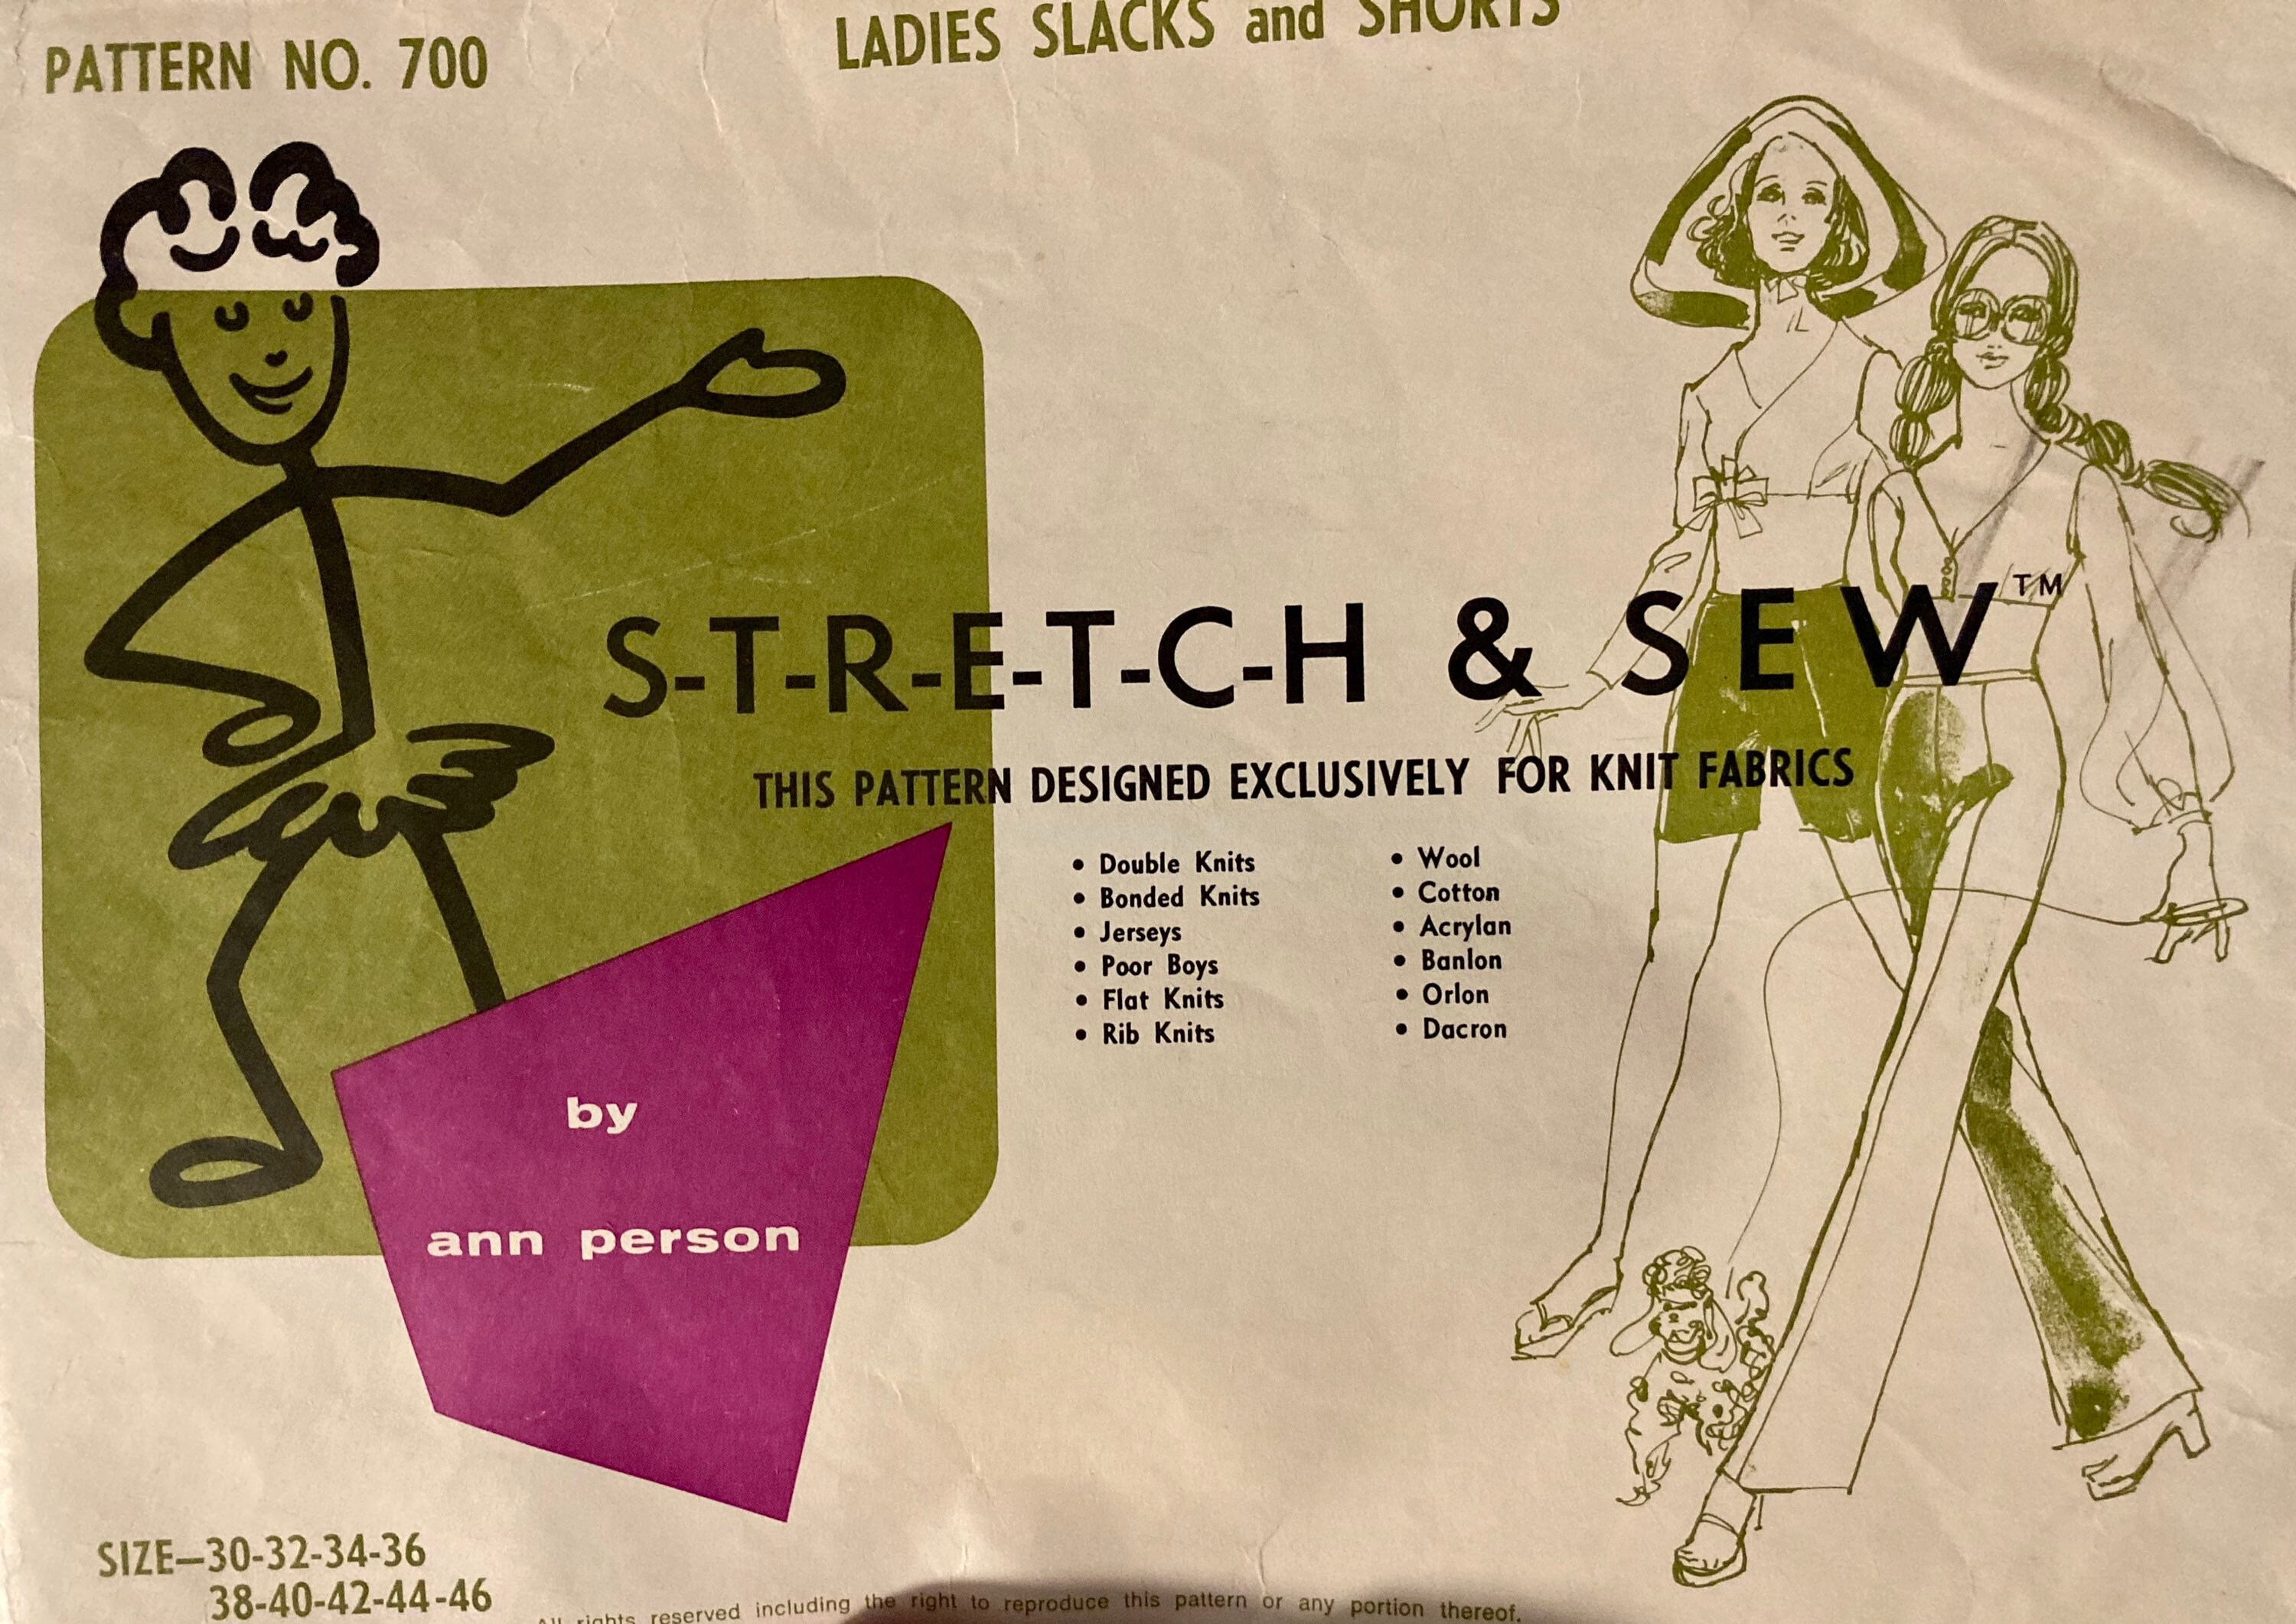 PATTERN NO. 700
LADIES SLACKS and SHORTS
S-T-R-E-T-C-H & SEW™
THIS PATTERN DESIGNED EXCLUSIVELY FOR KNIT FABRICS
• Double Knits
• Bonded Knits
• Jerseys
• Poor Boys
• Flat Knits
• Rib Knits
• Wool
• Cotton
• Acrylan
• Banlon
• Orlon
• Dacron
by
ann person
SIZE—30-32-34-36
38-40-42-44-46
All rights reserved including the right to reproduce this pattern or any portion thereof.